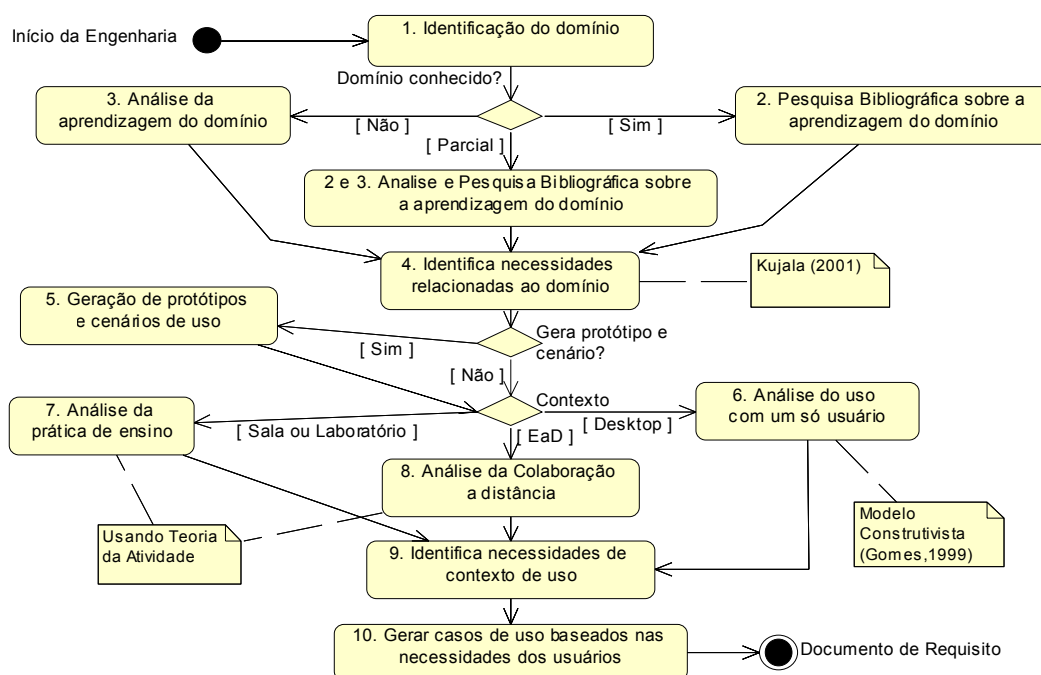 Início da Engenharia
1. Identificação do domínio
Domínio conhecido?
3. Análise da
aprendizagem do domínio
[ Não ]
[ Sim ]
2. Pesquisa Bibliográfica sobre a
aprendizagem do domínio
[ Parcial ]
2 e 3. Analise e Pesquisa Bibliográfica sobre
a aprendizagem do domínio
4. Identifica necessidades
relacionadas ao domínio
Kujala (2001)
5. Geração de protótipos
e cenários de uso
Gera protótipo e
cenário?
[ Sim ]
[ Não ]
Contexto
7. Análise da
prática de ensino
[ Sala ou Laboratório ]
[ EaD ]
[ Desktop ]
6. Análise do uso
com um só usuário
8. Análise da Colaboração
a distância
Usando Teoria
da Atividade
Modelo
Construtivista
(Gomes,1999)
9. Identifica necessidades de
contexto de uso
10. Gerar casos de uso baseados nas
necessidades dos usuários
Documento de Requisito